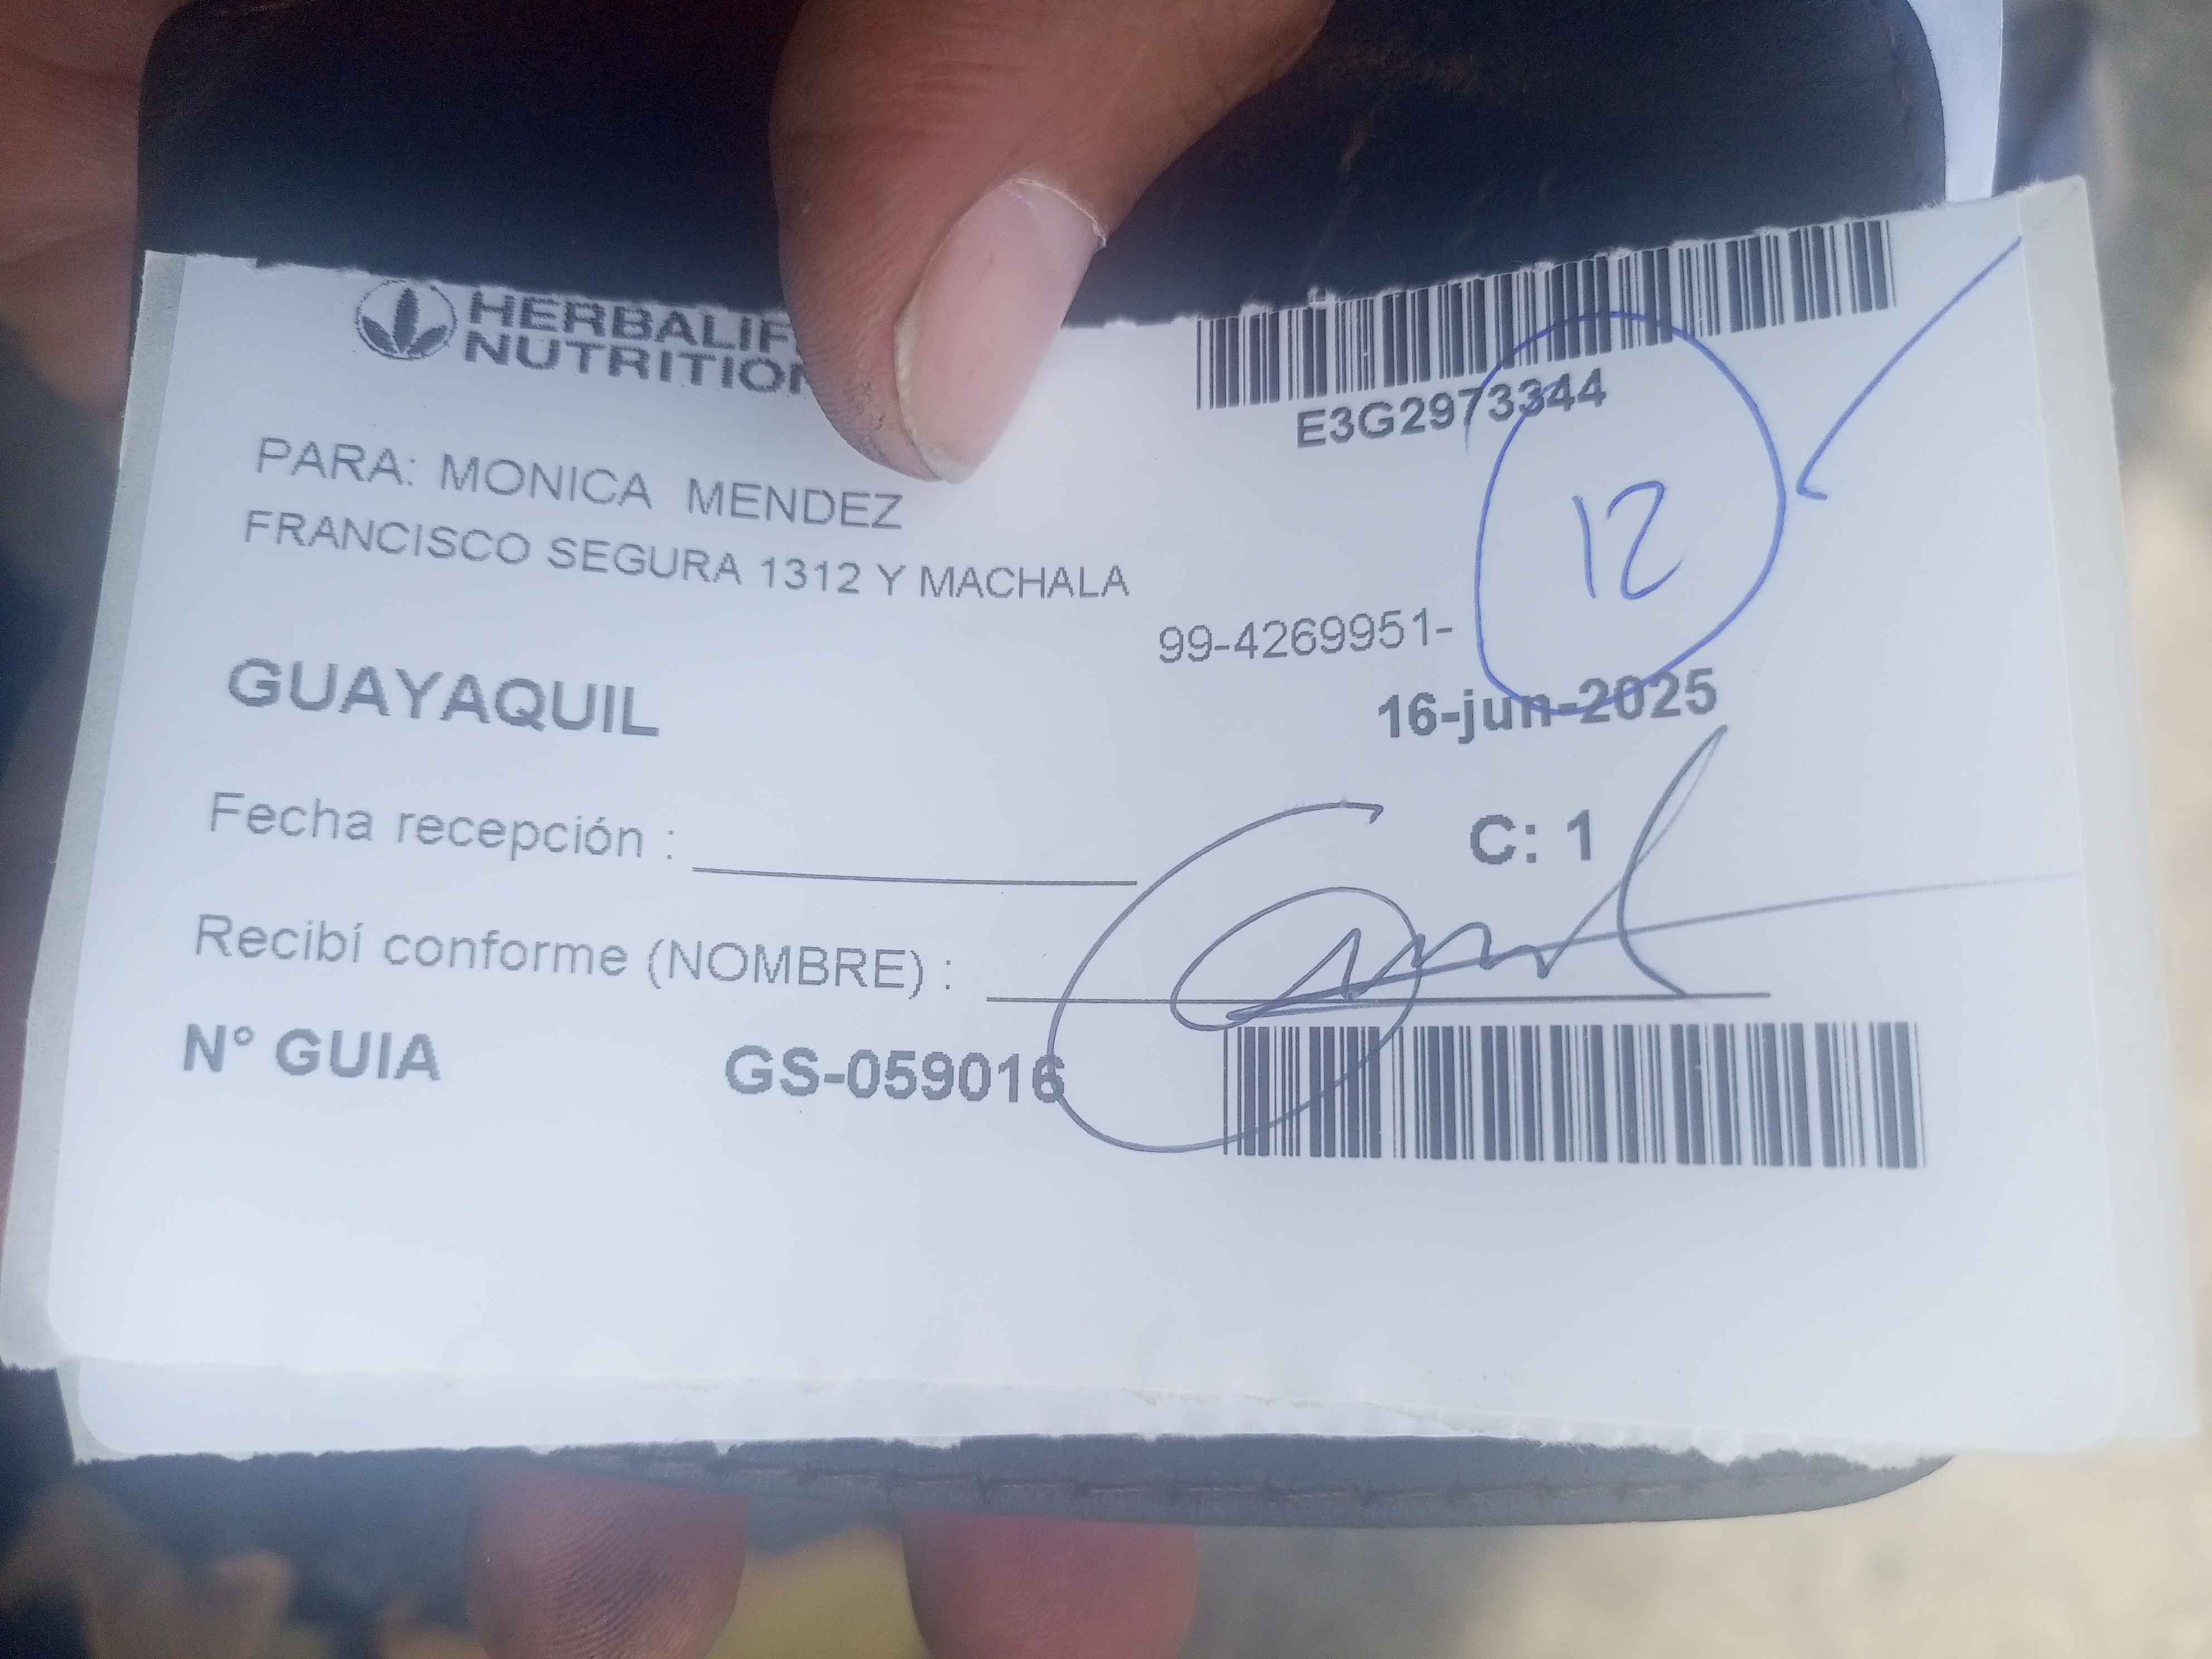 HERBALIF
NUTRITION
E3G2973344
12
PARA: MONICA MENDEZ
FRANCISCO SEGURA 1312 Y MACHALA
99-4269951-
GUAYAQUIL
16-jun-2025
Fecha recepción :
C: 1
Recibí conforme (NOMBRE) :
N° GUIA GS-059016